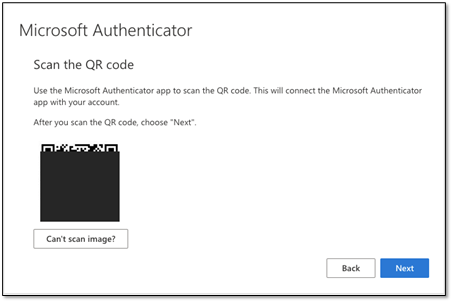 Microsoft Authenticator
Scan the QR code
Use the Microsoft Authenticator app to scan the QR code. This will connect the Microsoft Authenticator
app with your account.
After you scan the QR code, choose "Next".
Can't scan image?
Back
Next